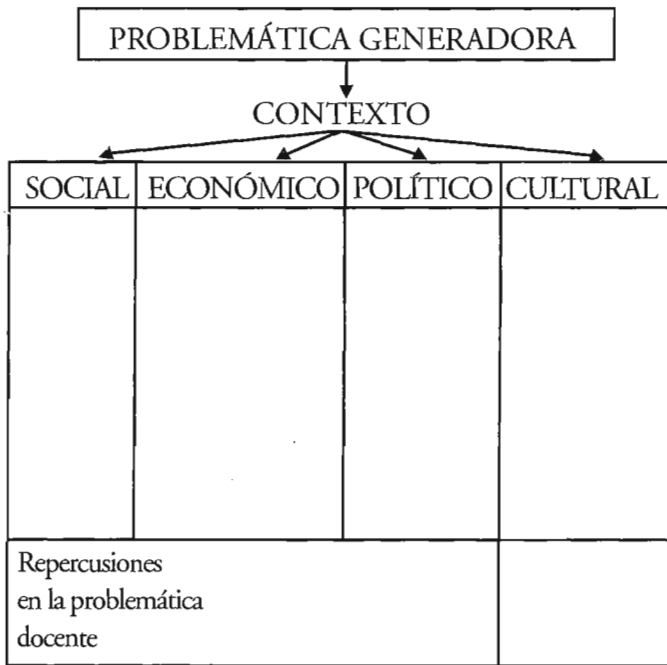 PROBLEMÁTICA GENERADORA
CONTEXTO
SOCIAL ECONÓMICO POLÍTICO CULTURAL
Repercusiones
en la problemática
docente